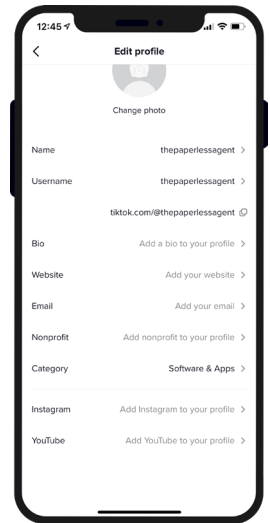 12:45
Edit profile
Change photo
Name thepaperlessagent
Username thepaperlessagent
tiktok.com/@thepaperlessagent
Bio Add a bio to your profile
Website Add your website
Email Add your email
Nonprofit Add nonprofit to your profile
Category Software & Apps
Instagram Add Instagram to your profile
YouTube Add YouTube to your profile